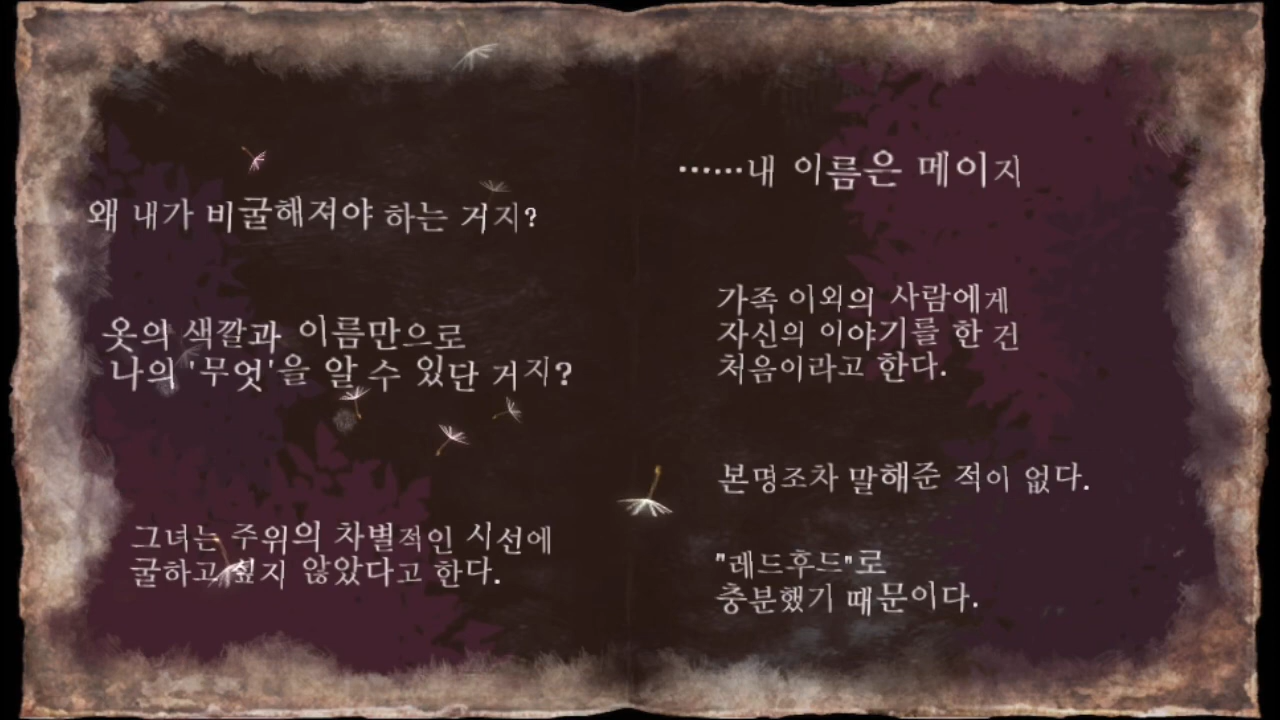 왜 내가 비굴해져야 하는 거지?
옷의 색깔과 이름만으로
나의 '무엇'을 알 수 있단 거지?
그녀는 주위의 차별적인 시선에
굴하고 싶지 않았다고 한다.
……내 이름은 메이지
가족 이외의 사람에게
자신의 이야기를 한 건
처음이라고 한다.
본명조차 말해준 적이 없다.
"레드후드"로
충분했기 때문이다.